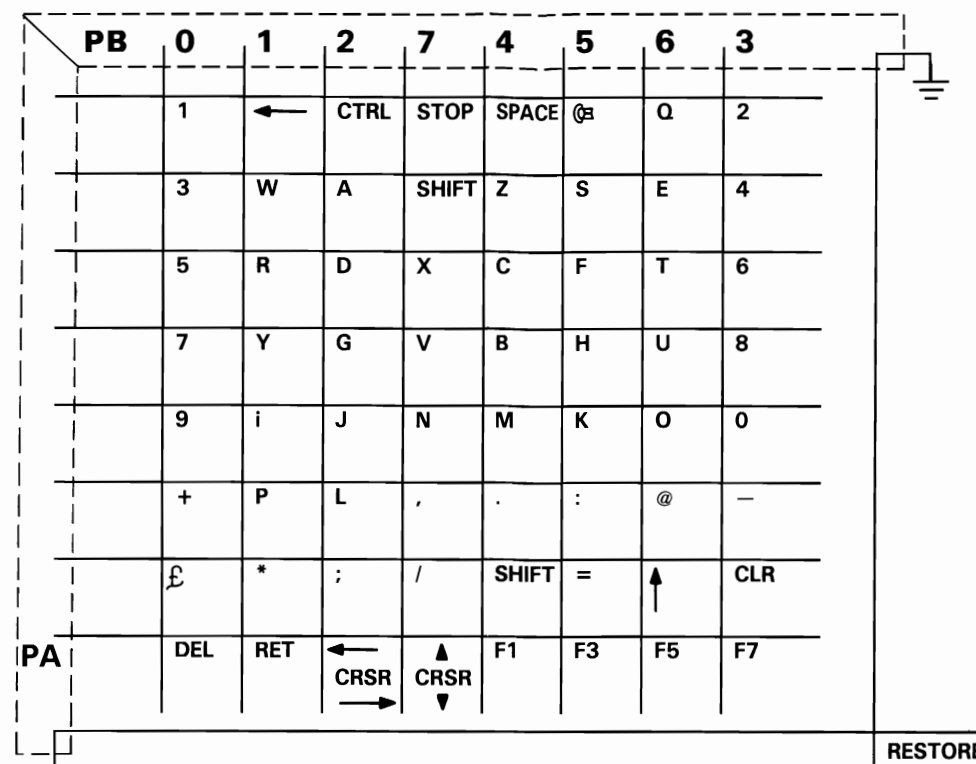 PB 0 1 2 7 4 5 6 3
1 ← CTRL STOP SPACE C= Q 2
3 W A SHIFT Z S E 4
5 R D X C F T 6
7 Y G V B H U 8
9 i J N M K O 0
+ P L , . : @ —
£ * ; / SHIFT = ↑ CLR
PA DEL RET ← CRSR → ▲ CRSR ▼ F1 F3 F5 F7
RESTORE